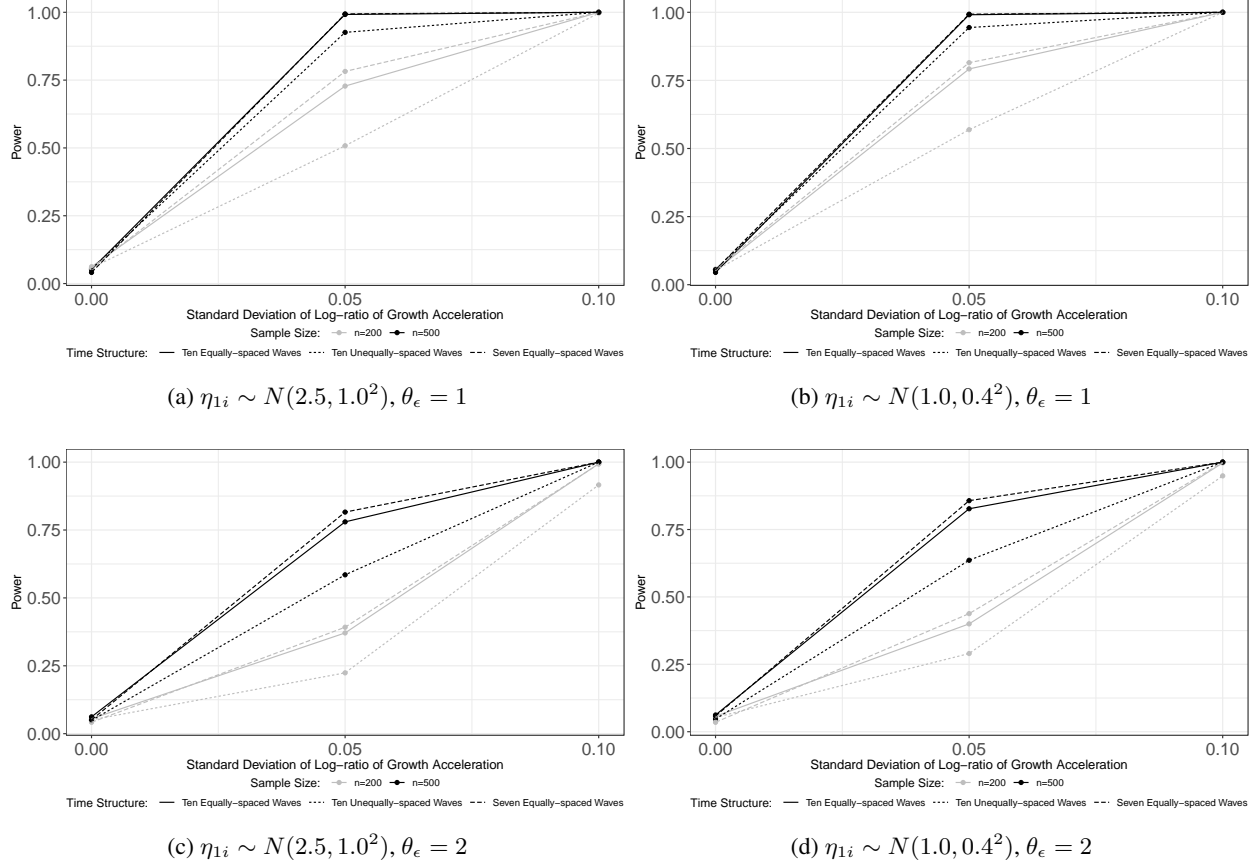 1.00
0.75
0.50
0.25
0.00
Power
0.00 0.05 0.10
Standard Deviation of Log−ratio of Growth Acceleration
Sample Size: n=200 n=500
Time Structure: Ten Equally−spaced Waves Ten Unequally−spaced Waves Seven Equally−spaced Waves
(a) η₁ᵢ ∼ N(2.5, 1.0²), θ_ϵ = 1
1.00
0.75
0.50
0.25
0.00
Power
0.00 0.05 0.10
Standard Deviation of Log−ratio of Growth Acceleration
Sample Size: n=200 n=500
Time Structure: Ten Equally−spaced Waves Ten Unequally−spaced Waves Seven Equally−spaced Waves
(b) η₁ᵢ ∼ N(1.0, 0.4²), θ_ϵ = 1
1.00
0.75
0.50
0.25
0.00
Power
0.00 0.05 0.10
Standard Deviation of Log−ratio of Growth Acceleration
Sample Size: n=200 n=500
Time Structure: Ten Equally−spaced Waves Ten Unequally−spaced Waves Seven Equally−spaced Waves
(c) η₁ᵢ ∼ N(2.5, 1.0²), θ_ϵ = 2
1.00
0.75
0.50
0.25
0.00
Power
0.00 0.05 0.10
Standard Deviation of Log−ratio of Growth Acceleration
Sample Size: n=200 n=500
Time Structure: Ten Equally−spaced Waves Ten Unequally−spaced Waves Seven Equally−spaced Waves
(d) η₁ᵢ ∼ N(1.0, 0.4²), θ_ϵ = 2